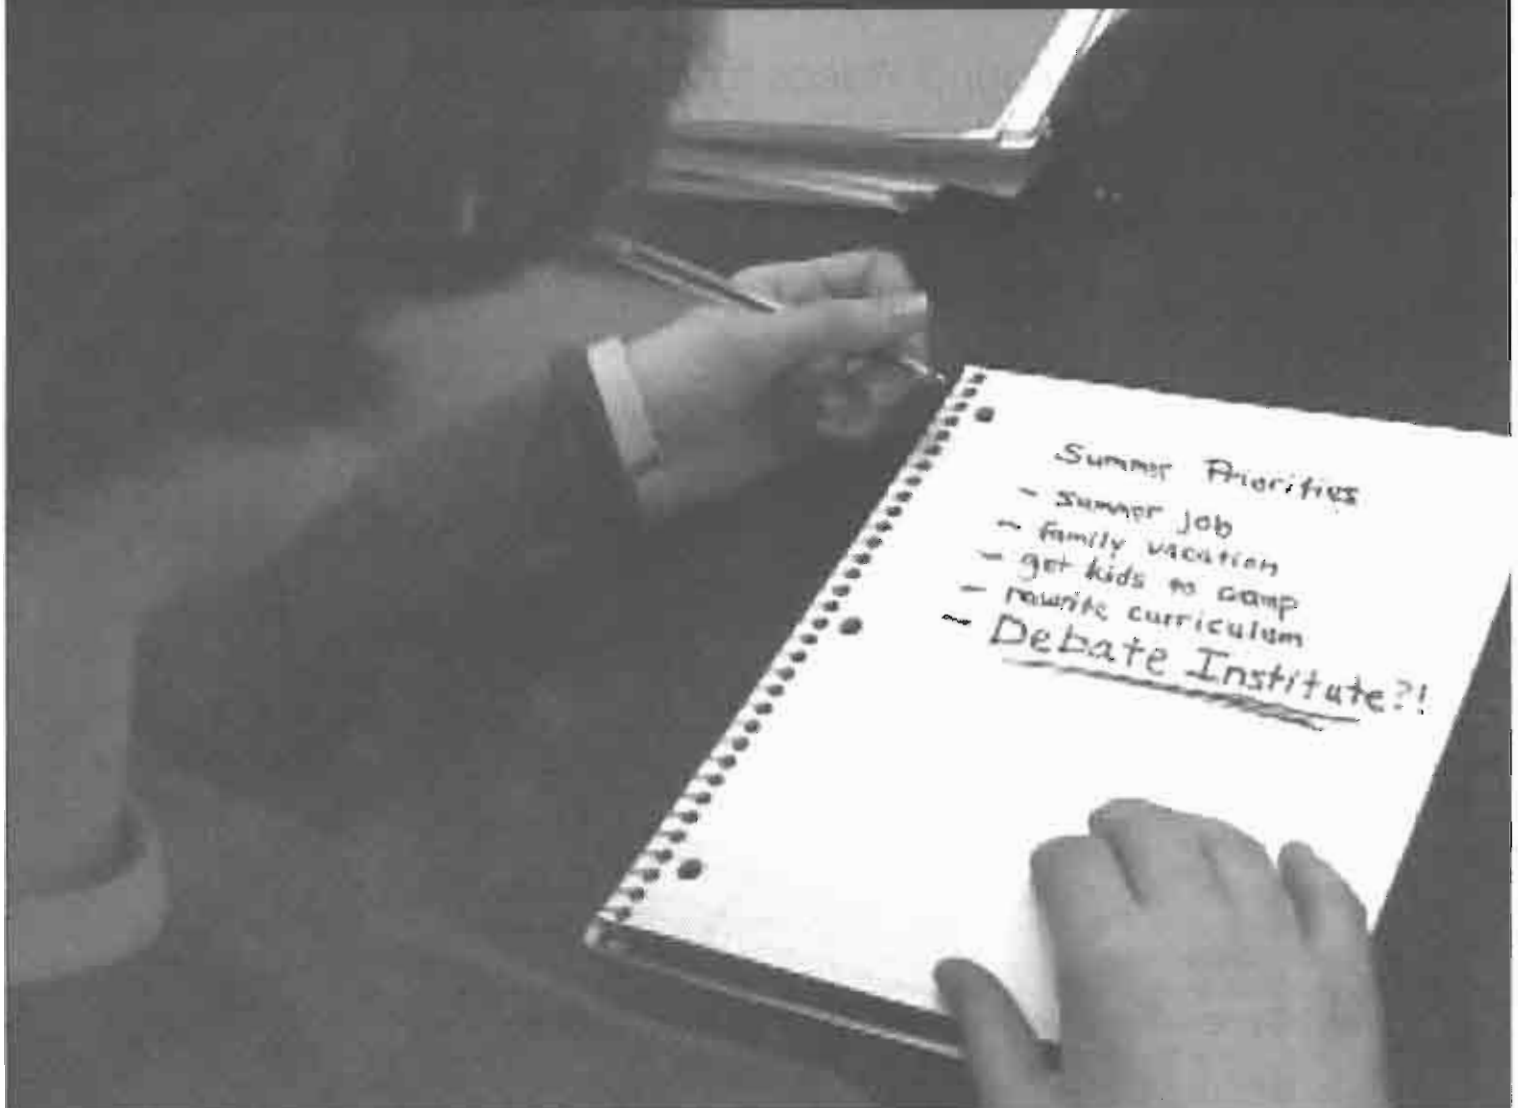 Summer Priorities
- summer job
- family vacation
- get kids to camp
- rewrite curriculum
- Debate Institute?!